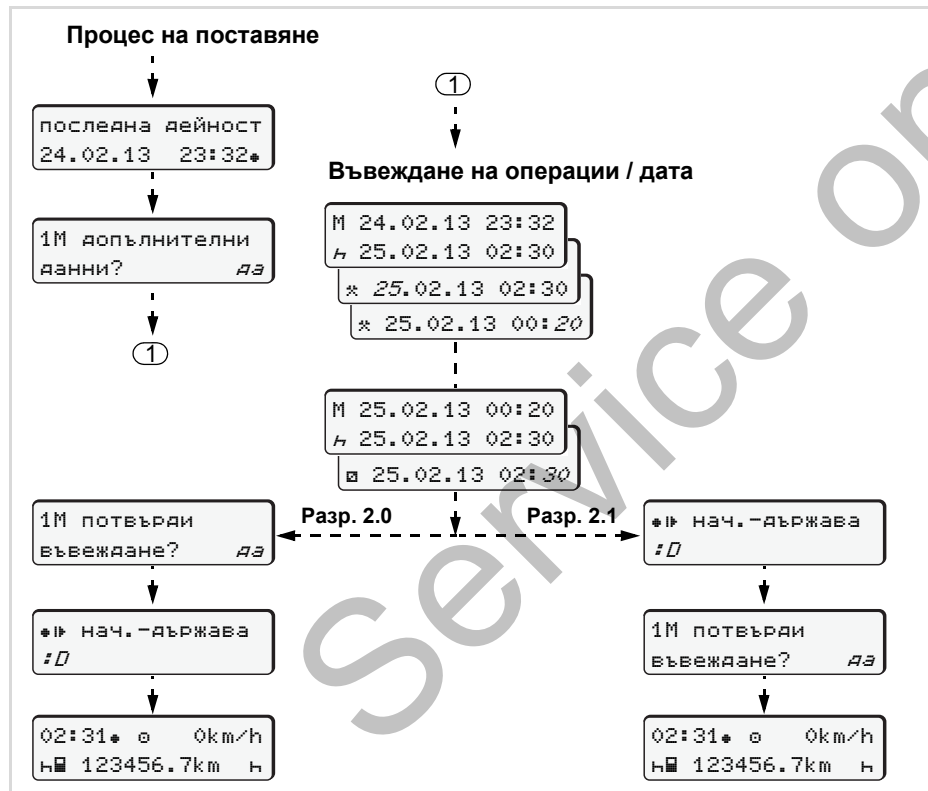 Процес на поставяне
последна дейност
24.02.13 23:32
1М допълнителни
данни? да
1
1
Въвеждане на операции / дата
М 24.02.13 23:32
25.02.13 02:30
25.02.13 02:30
25.02.13 00:20
М 25.02.13 00:20
25.02.13 02:30
25.02.13 02:30
Разр. 2.0
Разр. 2.1
1М потвърди
въвеждане? да
нач.-държава
:D
02:31 0km/h
123456.7km
нач.-държава
:D
1М потвърди
въвеждане? да
02:31 0km/h
123456.7km
Service o